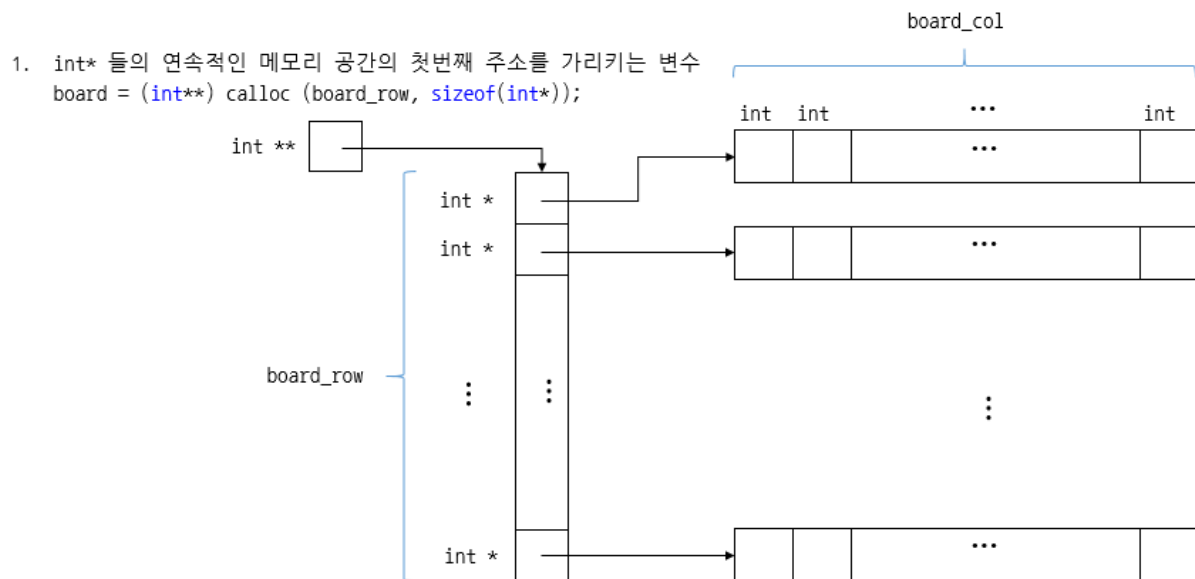 board_col
1. int* 들의 연속적인 메모리 공간의 첫번째 주소를 가리키는 변수
board = (int**) calloc (board_row, sizeof(int*));
int int ... int
int **
...
int *
int *
...
board_row
⋮ ⋮
⋮
int *
...